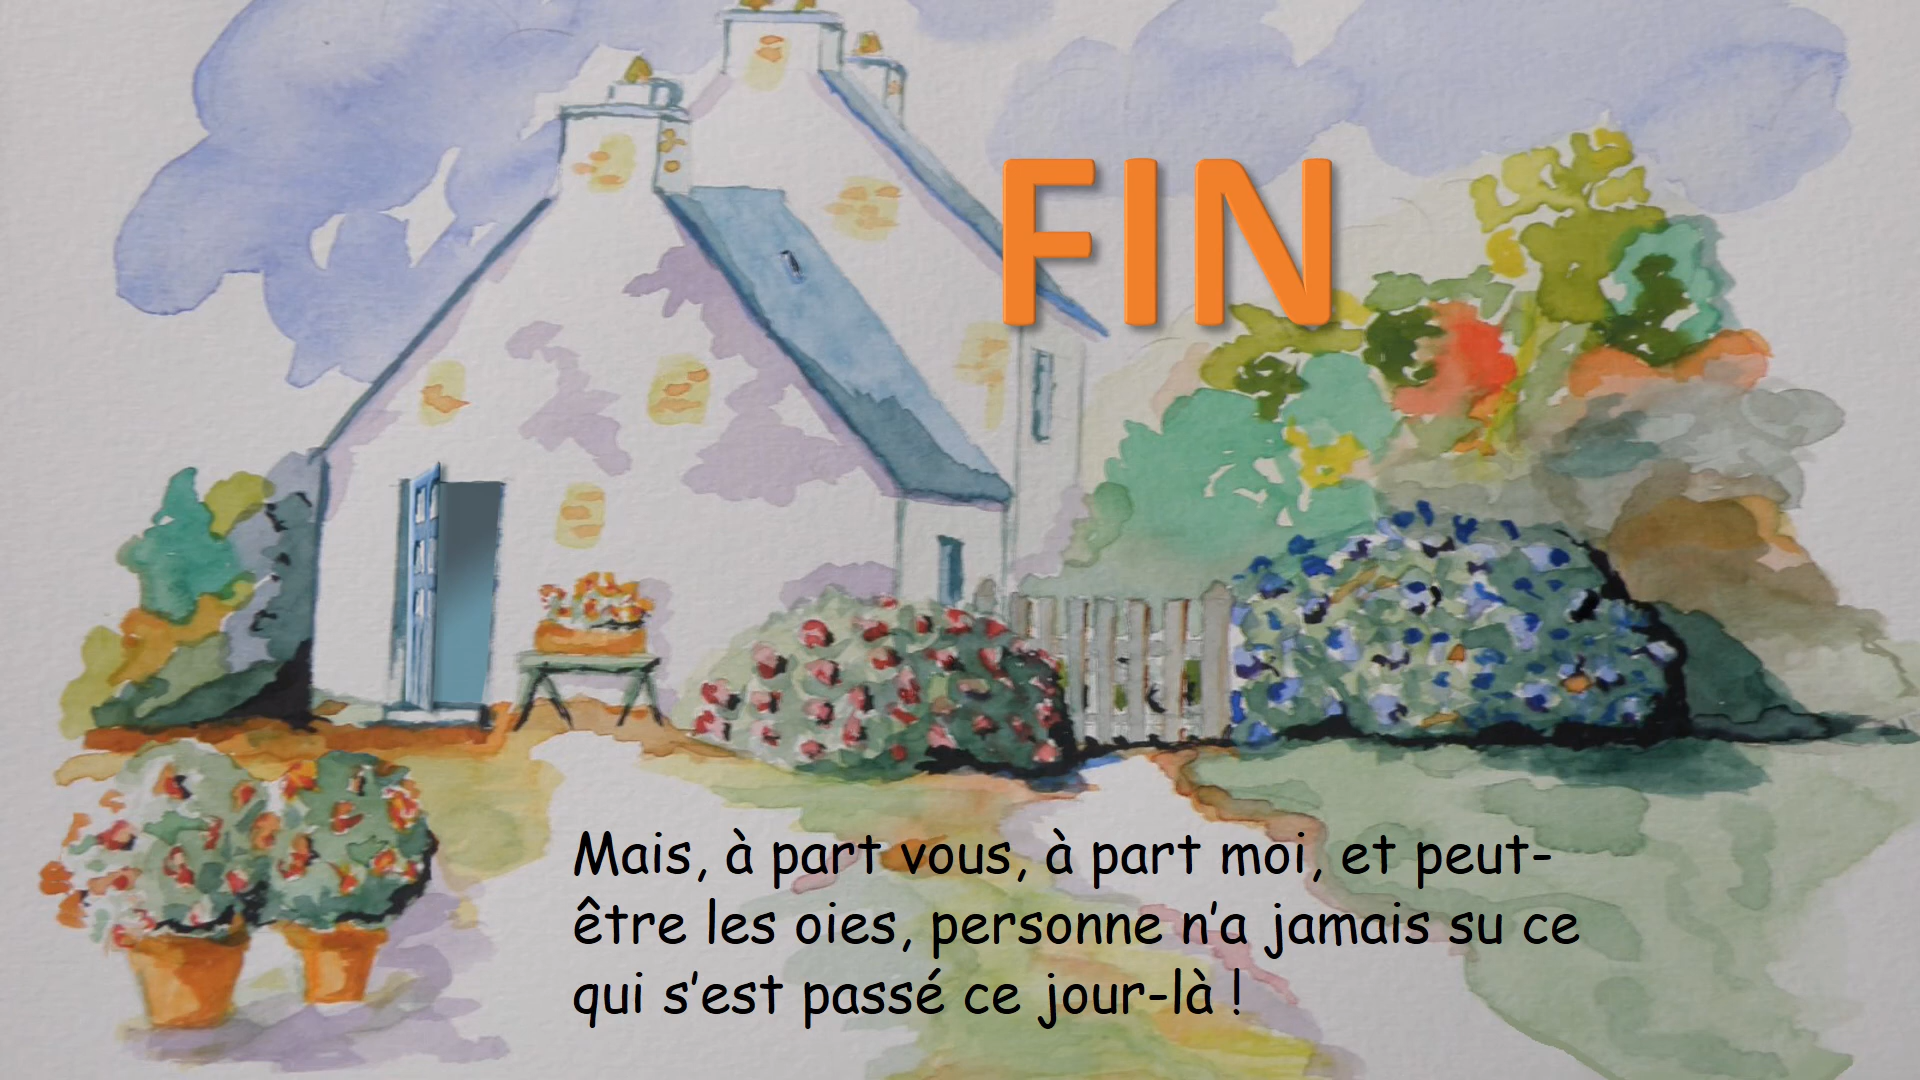 FIN
Mais, à part vous, à part moi, et peut-
être les oies, personne n’a jamais su ce
qui s’est passé ce jour-là !